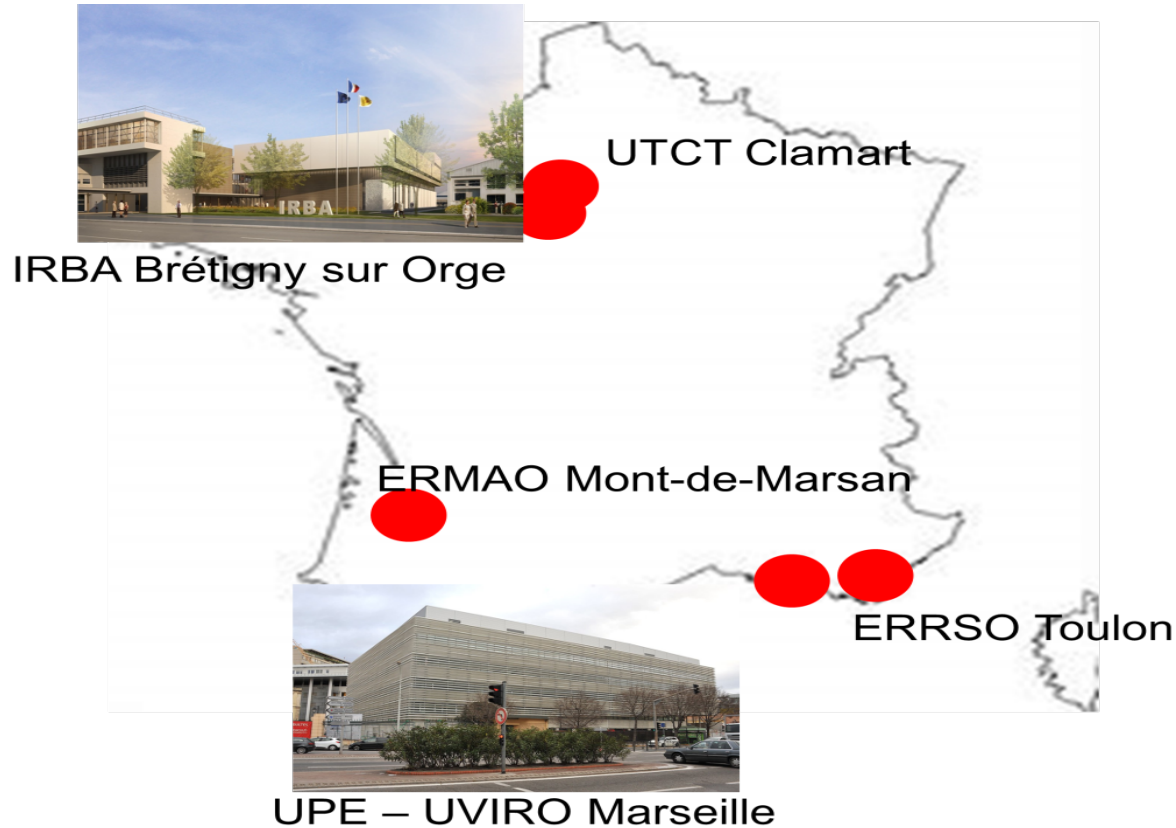 UTCT Clamart
IRBA
IRBA Brétigny sur Orge
ERMAO Mont-de-Marsan
ERRSO Toulon
UPE – UVIRO Marseille